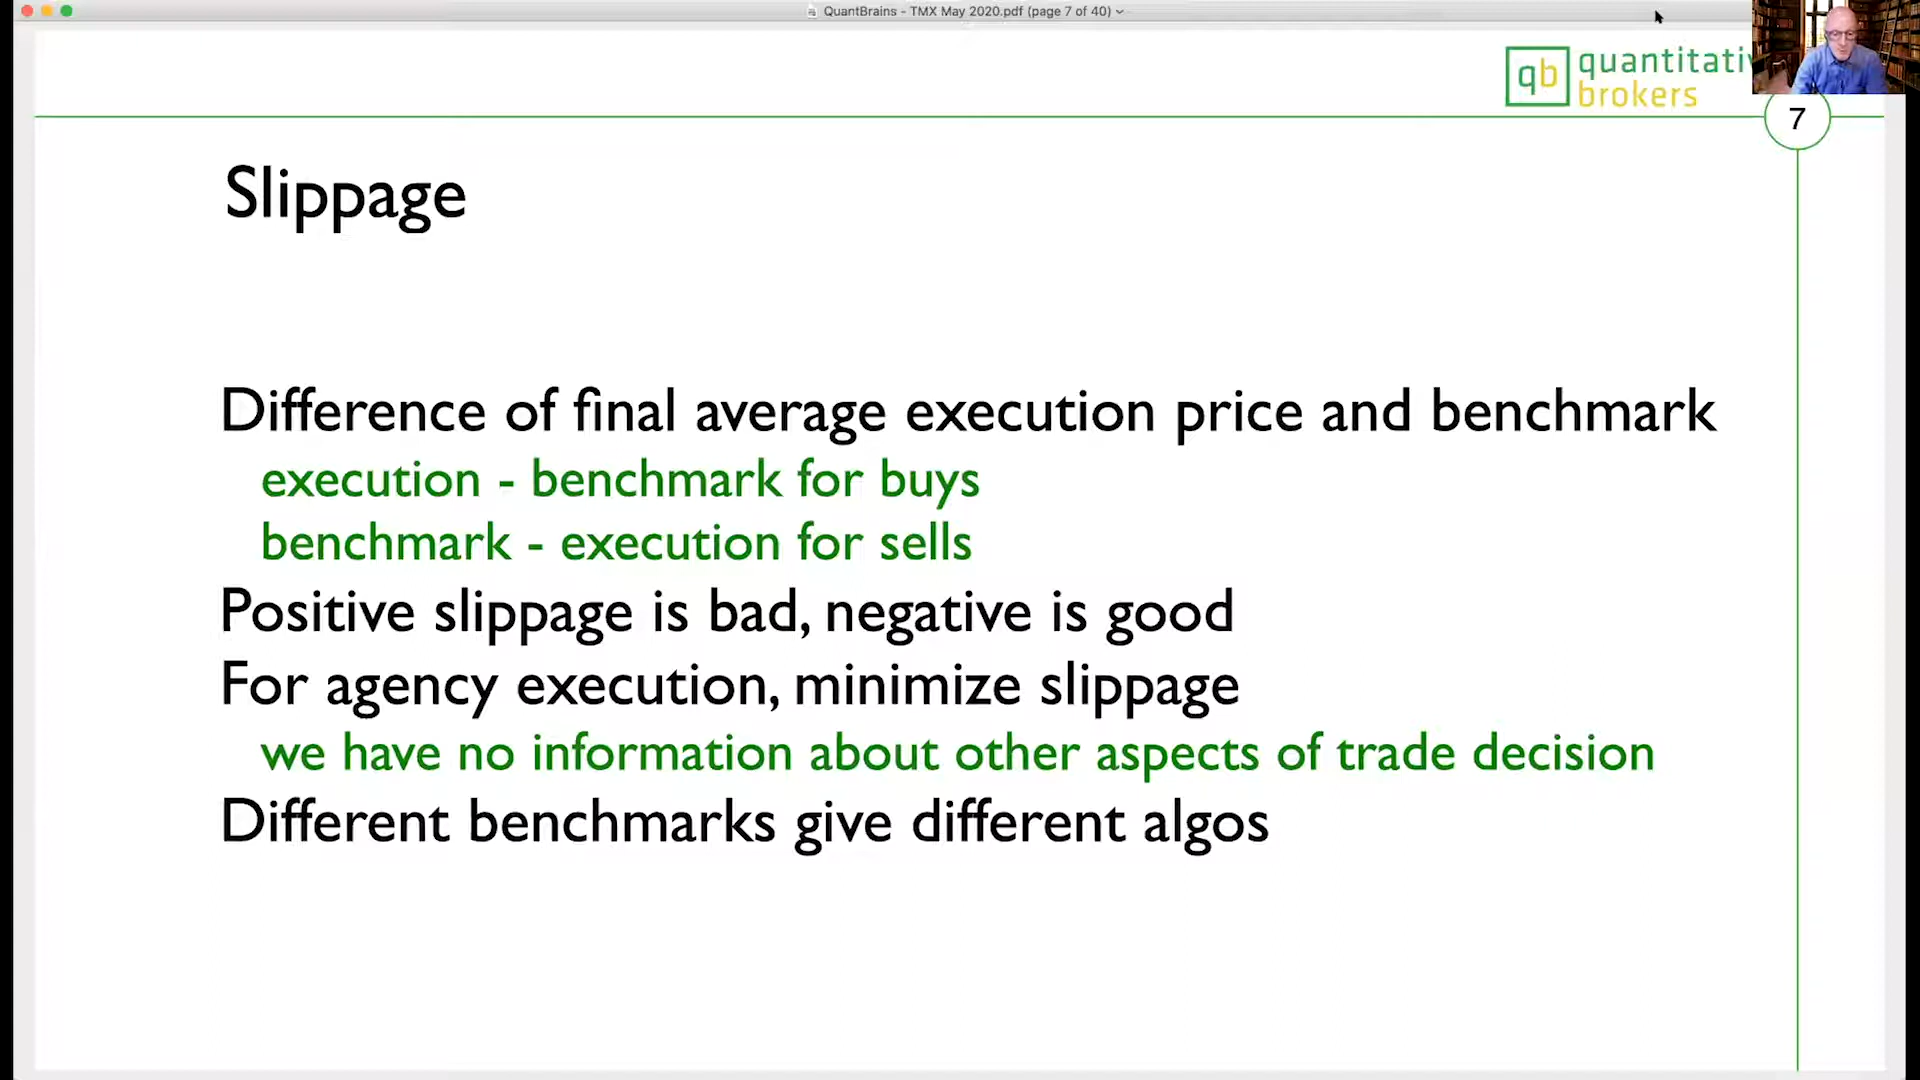 QuantBrains - TMX May 2020.pdf (page 7 of 40)
qb quantitati
brokers
7
Slippage
Difference of final average execution price and benchmark
execution - benchmark for buys
benchmark - execution for sells
Positive slippage is bad, negative is good
For agency execution, minimize slippage
we have no information about other aspects of trade decision
Different benchmarks give different algos